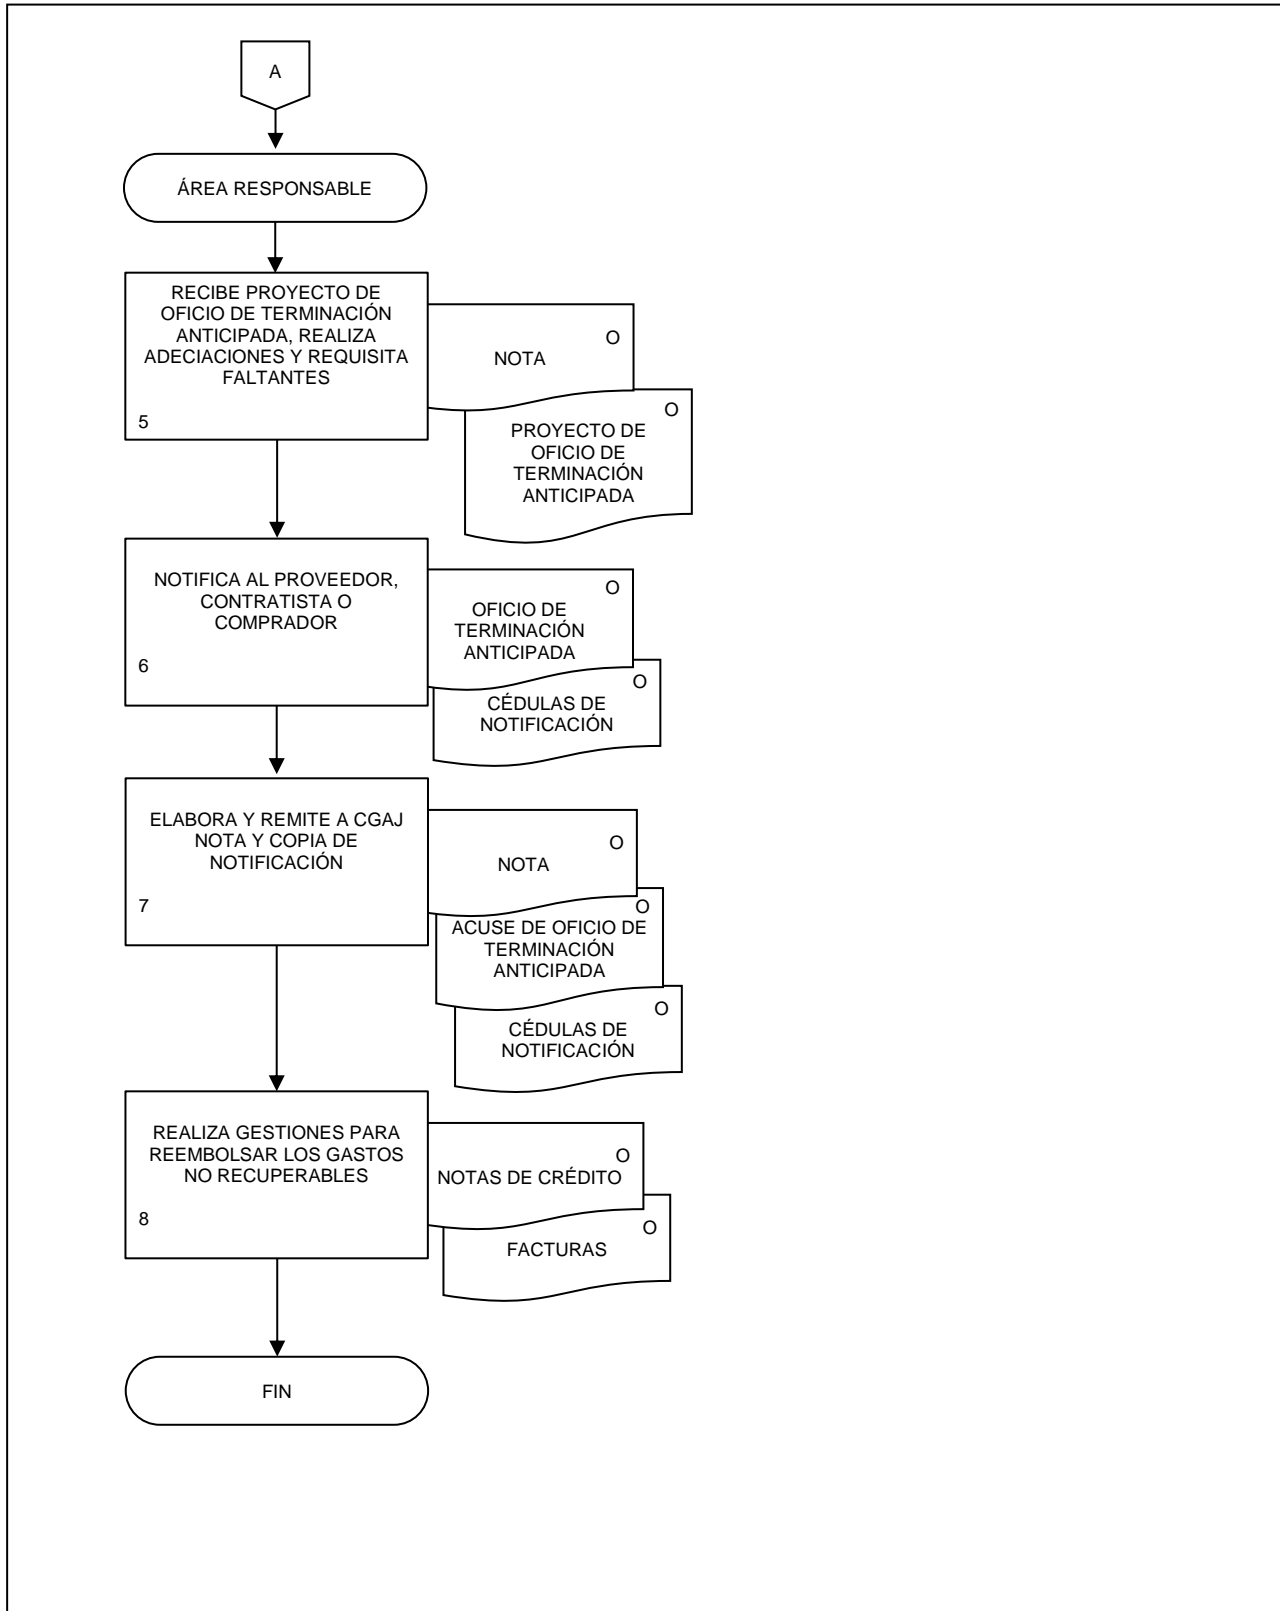 A
ÁREA RESPONSABLE
RECIBE PROYECTO DE
OFICIO DE TERMINACIÓN
ANTICIPADA, REALIZA
ADECIACIONES Y REQUISITA
FALTANTES
5
O
NOTA
O
PROYECTO DE
OFICIO DE
TERMINACIÓN
ANTICIPADA
NOTIFICA AL PROVEEDOR,
CONTRATISTA O
COMPRADOR
6
O
OFICIO DE
TERMINACIÓN
ANTICIPADA
O
CÉDULAS DE
NOTIFICACIÓN
ELABORA Y REMITE A CGAJ
NOTA Y COPIA DE
NOTIFICACIÓN
7
O
NOTA
O
ACUSE DE OFICIO DE
TERMINACIÓN
ANTICIPADA
O
CÉDULAS DE
NOTIFICACIÓN
REALIZA GESTIONES PARA
REEMBOLSAR LOS GASTOS
NO RECUPERABLES
8
O
NOTAS DE CRÉDITO
O
FACTURAS
FIN